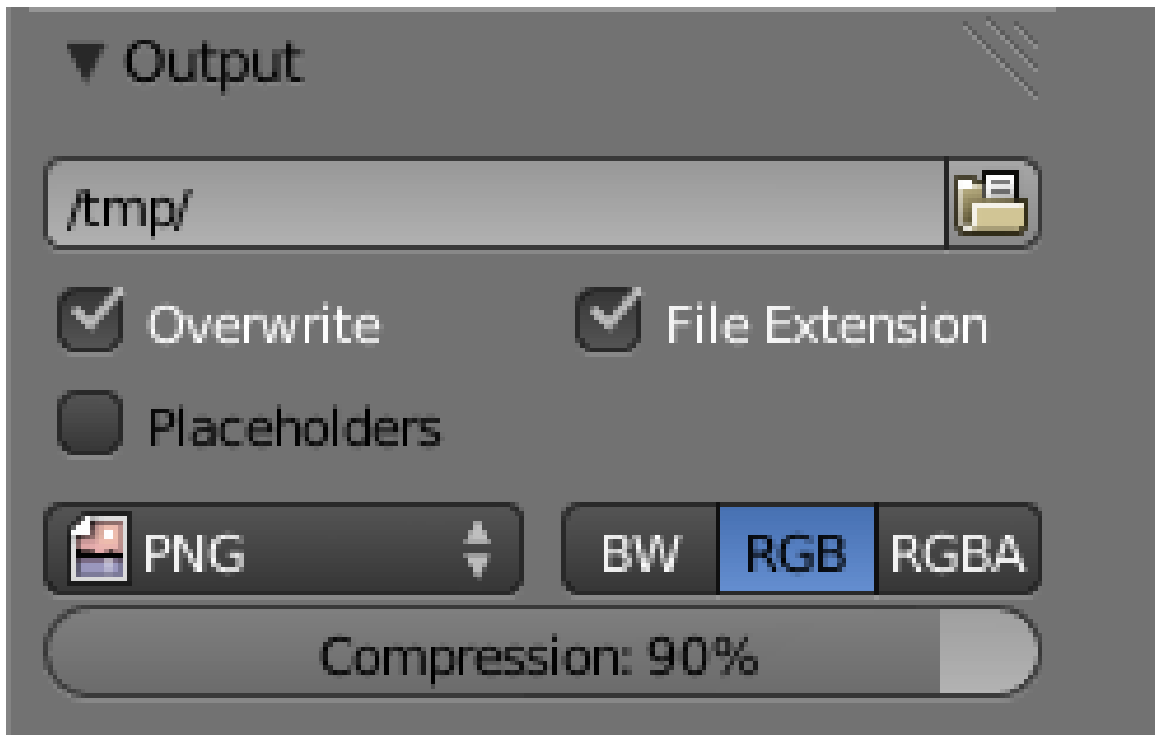 Output
/tmp/
Overwrite File Extension
Placeholders
PNG BW RGB RGBA
Compression: 90%